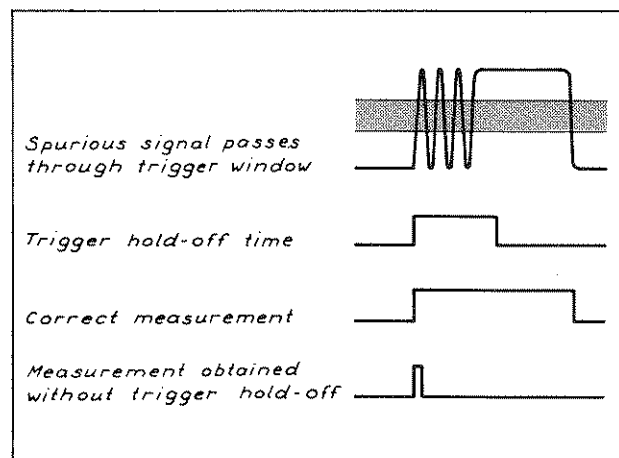 Spurious signal passes
through trigger window
Trigger hold-off time
Correct measurement
Measurement obtained
without trigger hold-off